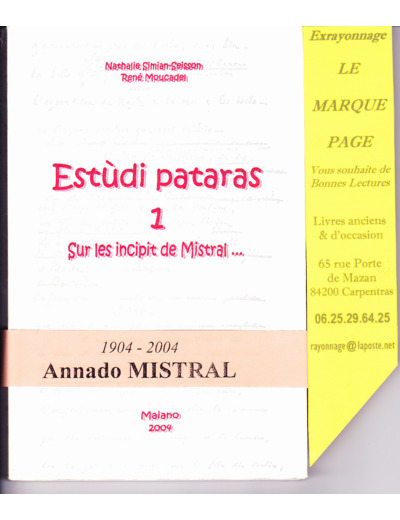 Nathalie Simian-Seisson
René Moucadel
Estùdi pataras
1
Sur les incipit de Mistral ...
1904 - 2004
Annado MISTRAL
Maiano
2004
Exrayonnage
LE
MARQUE
PAGE
Vous souhaite de
Bonnes Lectures
Livres anciens
& d'occasion
65 rue Porte
de Mazan
84200 Carpentras
06.25.29.64.25
rayonnage@laposte.net